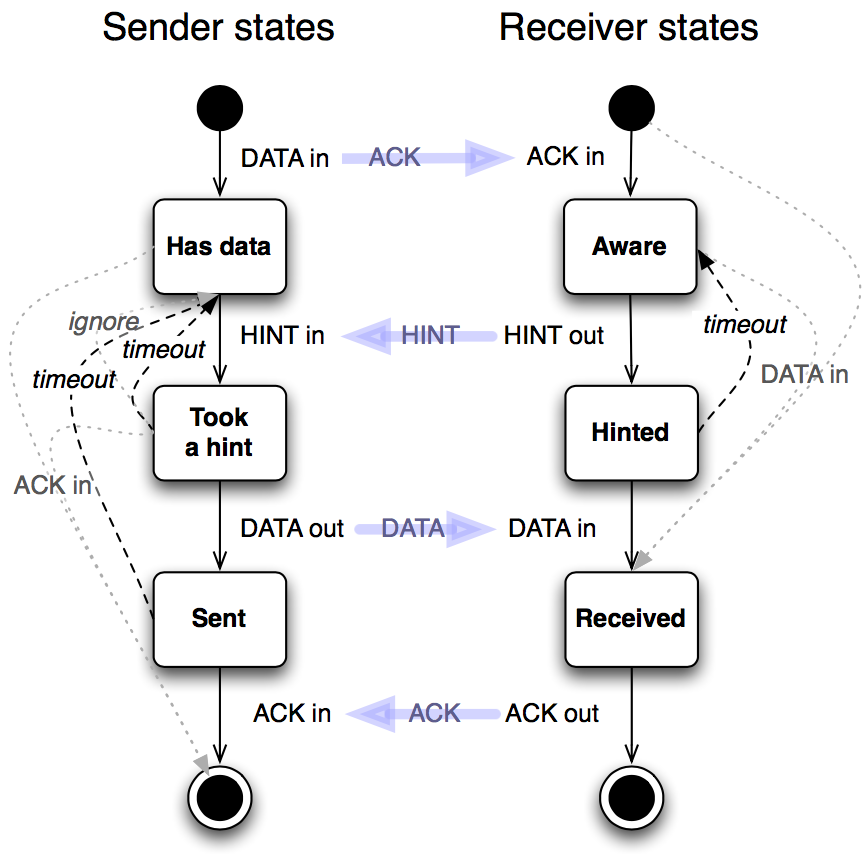 Sender states
Receiver states
DATA in
ACK
ACK in
Has data
Aware
ignore
timeout
timeout
HINT in
HINT
HINT out
timeout
DATA in
Took
a hint
Hinted
ACK in
DATA out
DATA
DATA in
Sent
Received
ACK in
ACK
ACK out